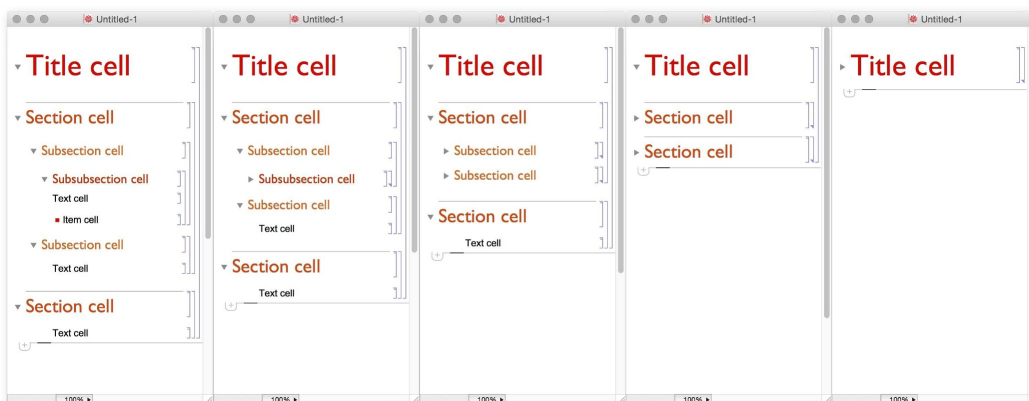 Untitled-1
Title cell
Section cell
Subsection cell
Subsubsection cell
Text cell
Item cell
Subsection cell
Text cell
Section cell
Text cell
100%
Untitled-1
Title cell
Section cell
Subsection cell
Subsubsection cell
Subsection cell
Text cell
Section cell
Text cell
100%
Untitled-1
Title cell
Section cell
Subsection cell
Subsection cell
Section cell
Text cell
100%
Untitled-1
Title cell
Section cell
Section cell
100%
Untitled-1
Title cell
100%